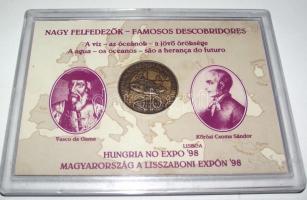 NAGY FELFEDEZŐK – FAMOSOS DESCOBRIDORES
A víz – az óceánok – a jövő öröksége
A água – os oceanos – são a herança do futuro
Vasco da Gama
LISBOA
Kőrösi Csoma Sándor
HUNGRIA NO EXPO '98
MAGYARORSZÁG A LISSZABONI EXPÓN '98